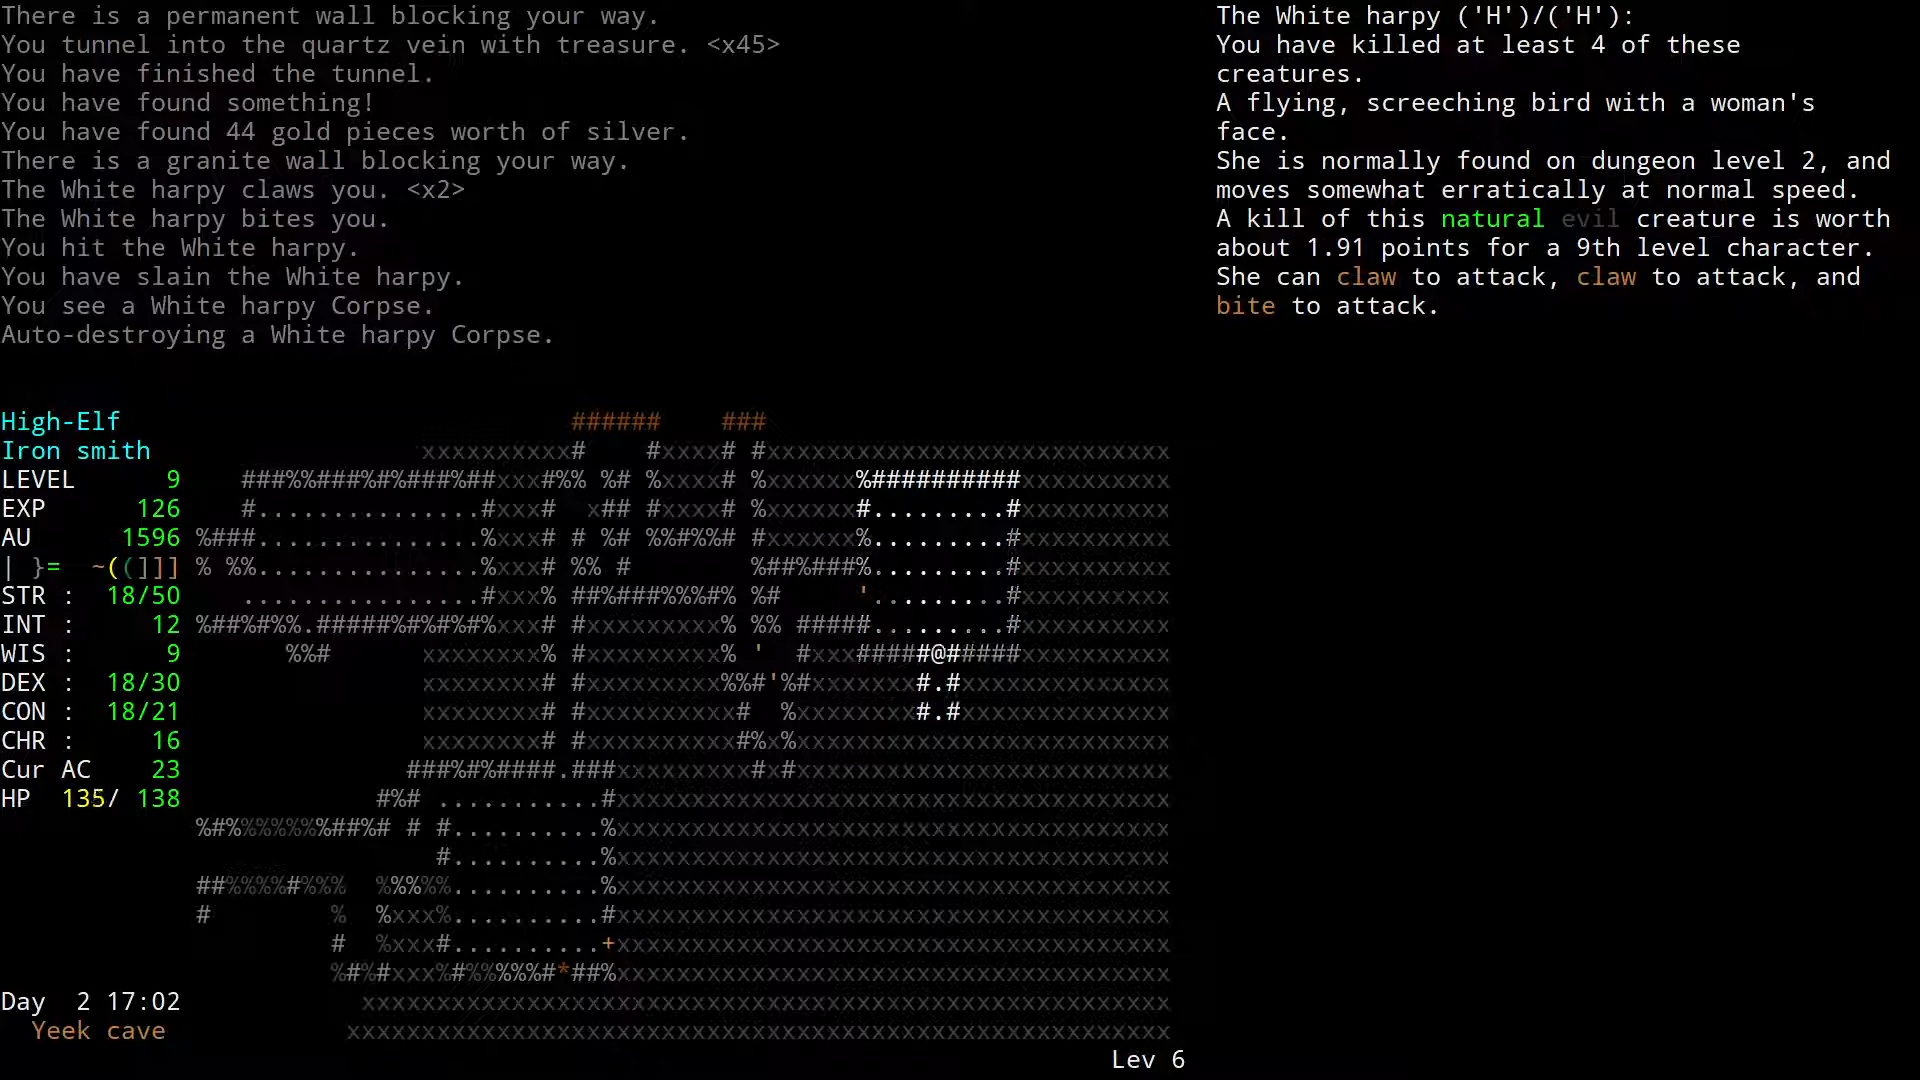 There is a permanent wall blocking your way.
You tunnel into the quartz vein with treasure. <x45>
You have finished the tunnel.
You have found something!
You have found 44 gold pieces worth of silver.
There is a granite wall blocking your way.
The White harpy claws you. <x2>
The White harpy bites you.
You hit the White harpy.
You have slain the White harpy.
You see a White harpy Corpse.
Auto-destroying a White harpy Corpse.
The White harpy ('H')/('H'):
You have killed at least 4 of these
creatures.
A flying, screeching bird with a woman's
face.
She is normally found on dungeon level 2, and
moves somewhat erratically at normal speed.
A kill of this natural evil creature is worth
about 1.91 points for a 9th level character.
She can claw to attack, claw to attack, and
bite to attack.
High-Elf
Iron smith
LEVEL 9
EXP 126
AU 1596
| }= ~((]]]
STR : 18/50
INT : 12
WIS : 9
DEX : 18/30
CON : 18/21
CHR : 16
Cur AC 23
HP 135/ 138
Day 2 17:02
Yeek cave
Lev 6